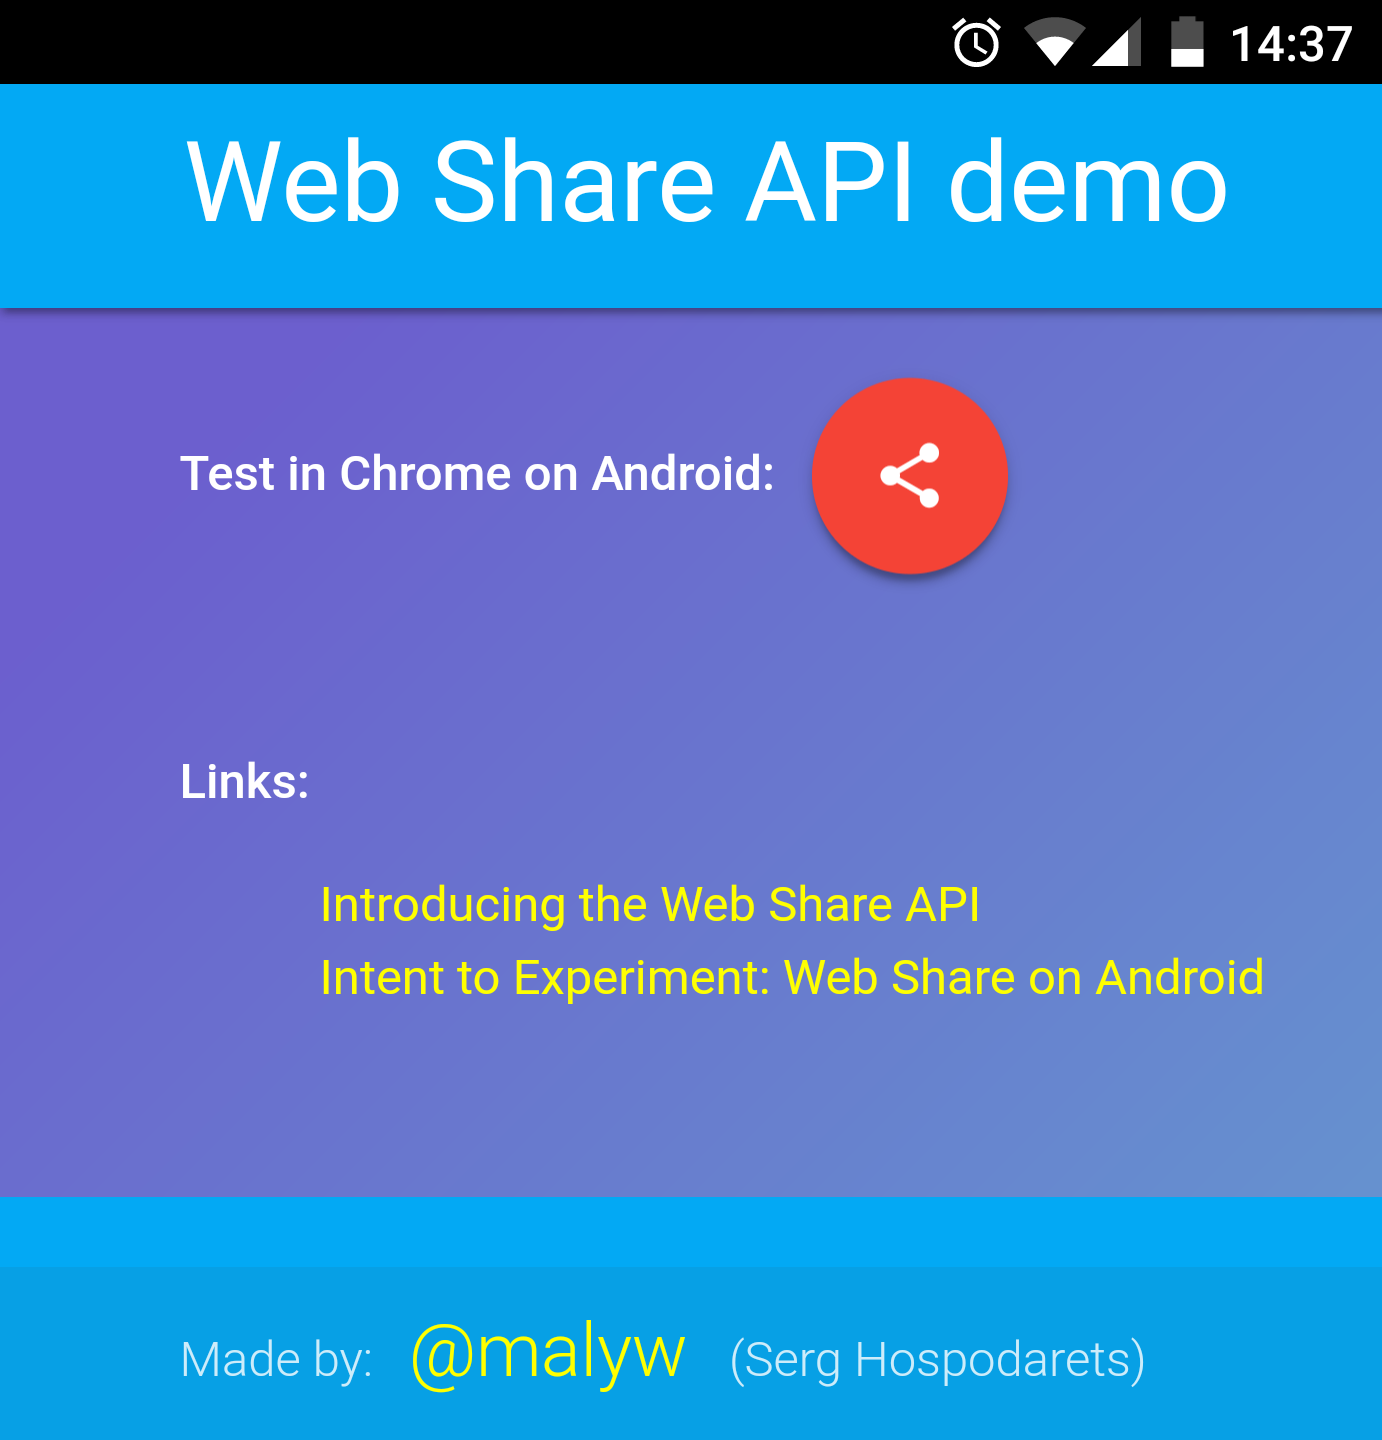 14:37
Web Share API demo
Test in Chrome on Android:
Links:
Introducing the Web Share API
Intent to Experiment: Web Share on Android
Made by: @malyw (Serg Hospodarets)